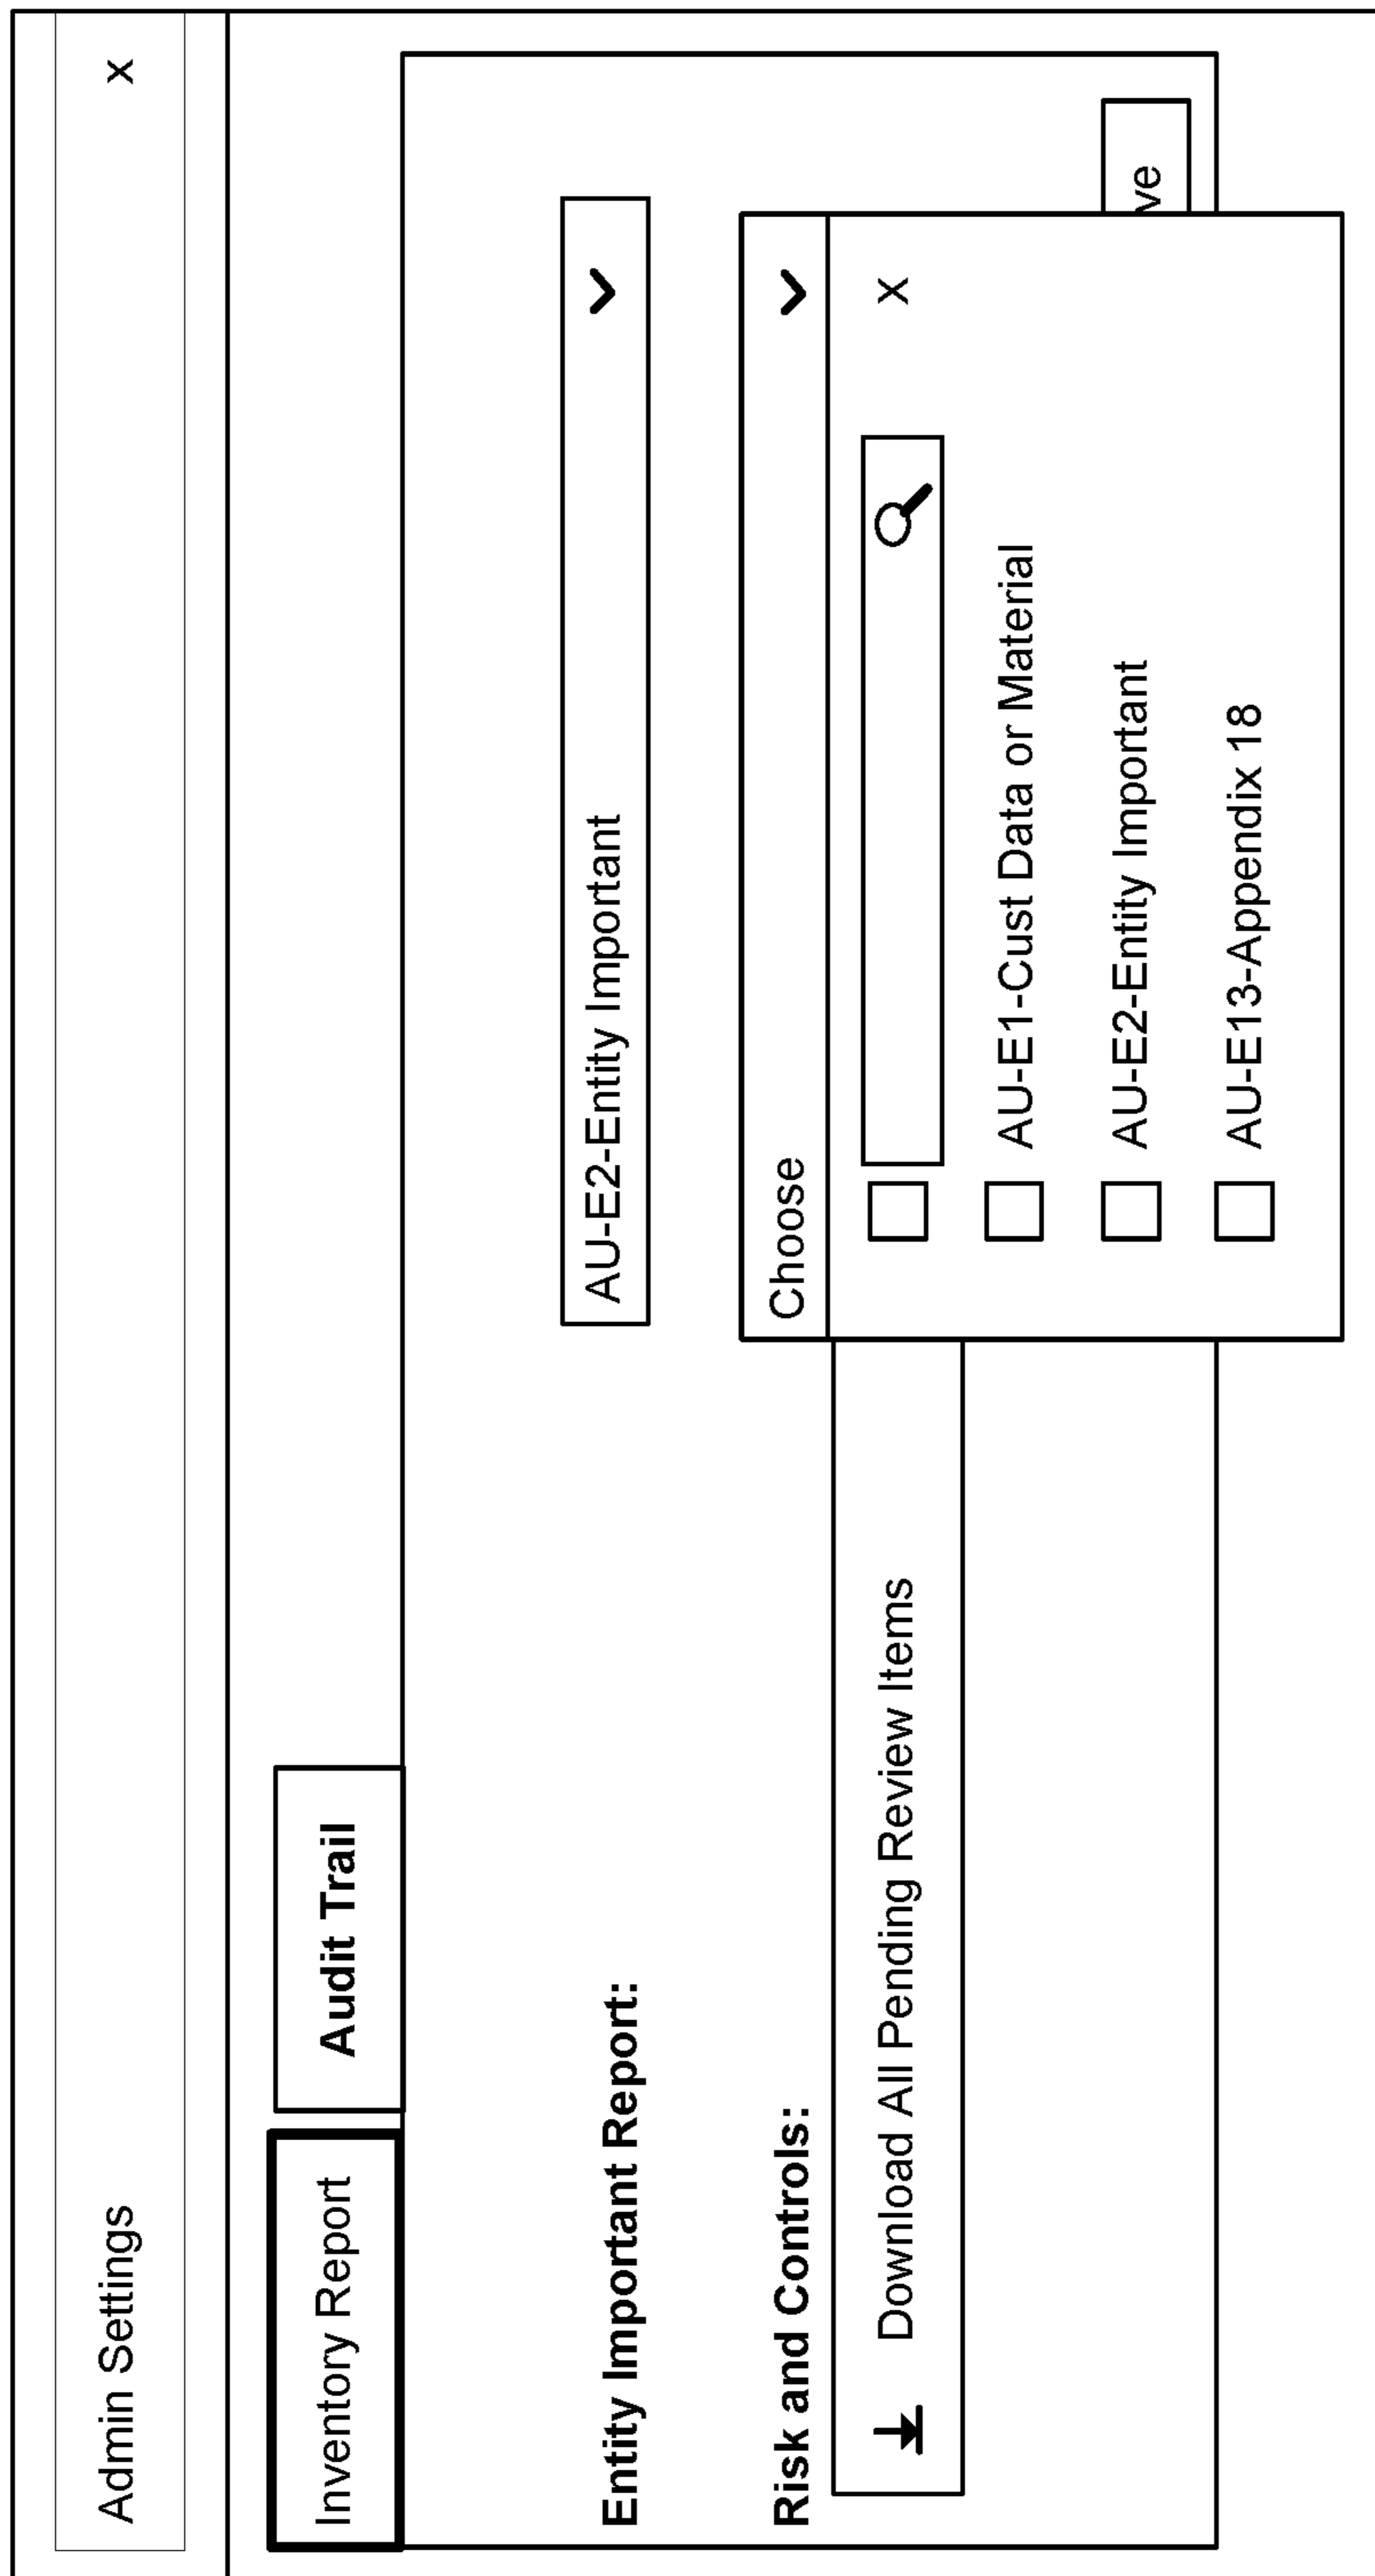 Admin Settings x
Inventory Report Audit Trail
Entity Important Report: AU-E2-Entity Important
Risk and Controls: Choose
Download All Pending Review Items
x
AU-E1-Cust Data or Material
AU-E2-Entity Important
ve
AU-E13-Appendix 18